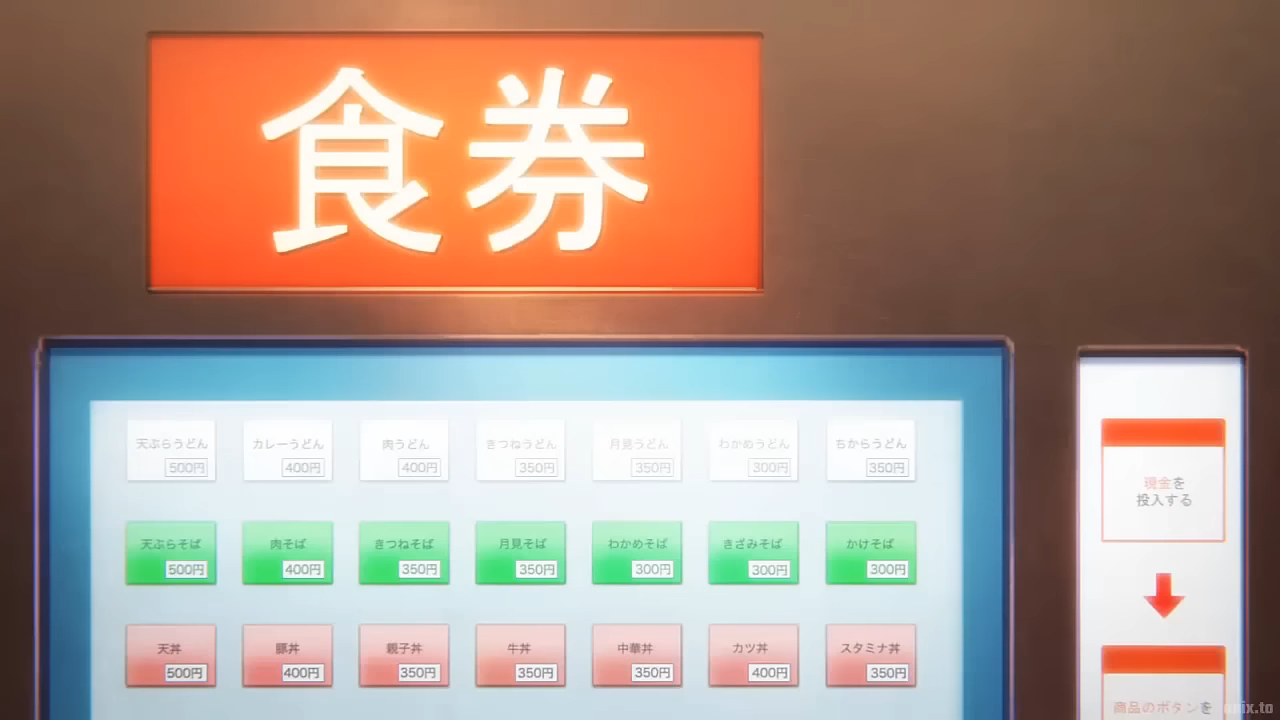 食券
天ぷらうどん
500円
カレーうどん
400円
肉うどん
400円
きつねうどん
350円
月見うどん
350円
わかめうどん
300円
ちからうどん
350円
天ぷらそば
500円
肉そば
400円
きつねそば
350円
月見そば
350円
わかめそば
300円
きざみそば
300円
かけそば
300円
天丼
500円
豚丼
400円
親子丼
350円
牛丼
350円
中華丼
350円
カツ丼
400円
スタミナ丼
350円
現金を
投入する
商品のボタンを